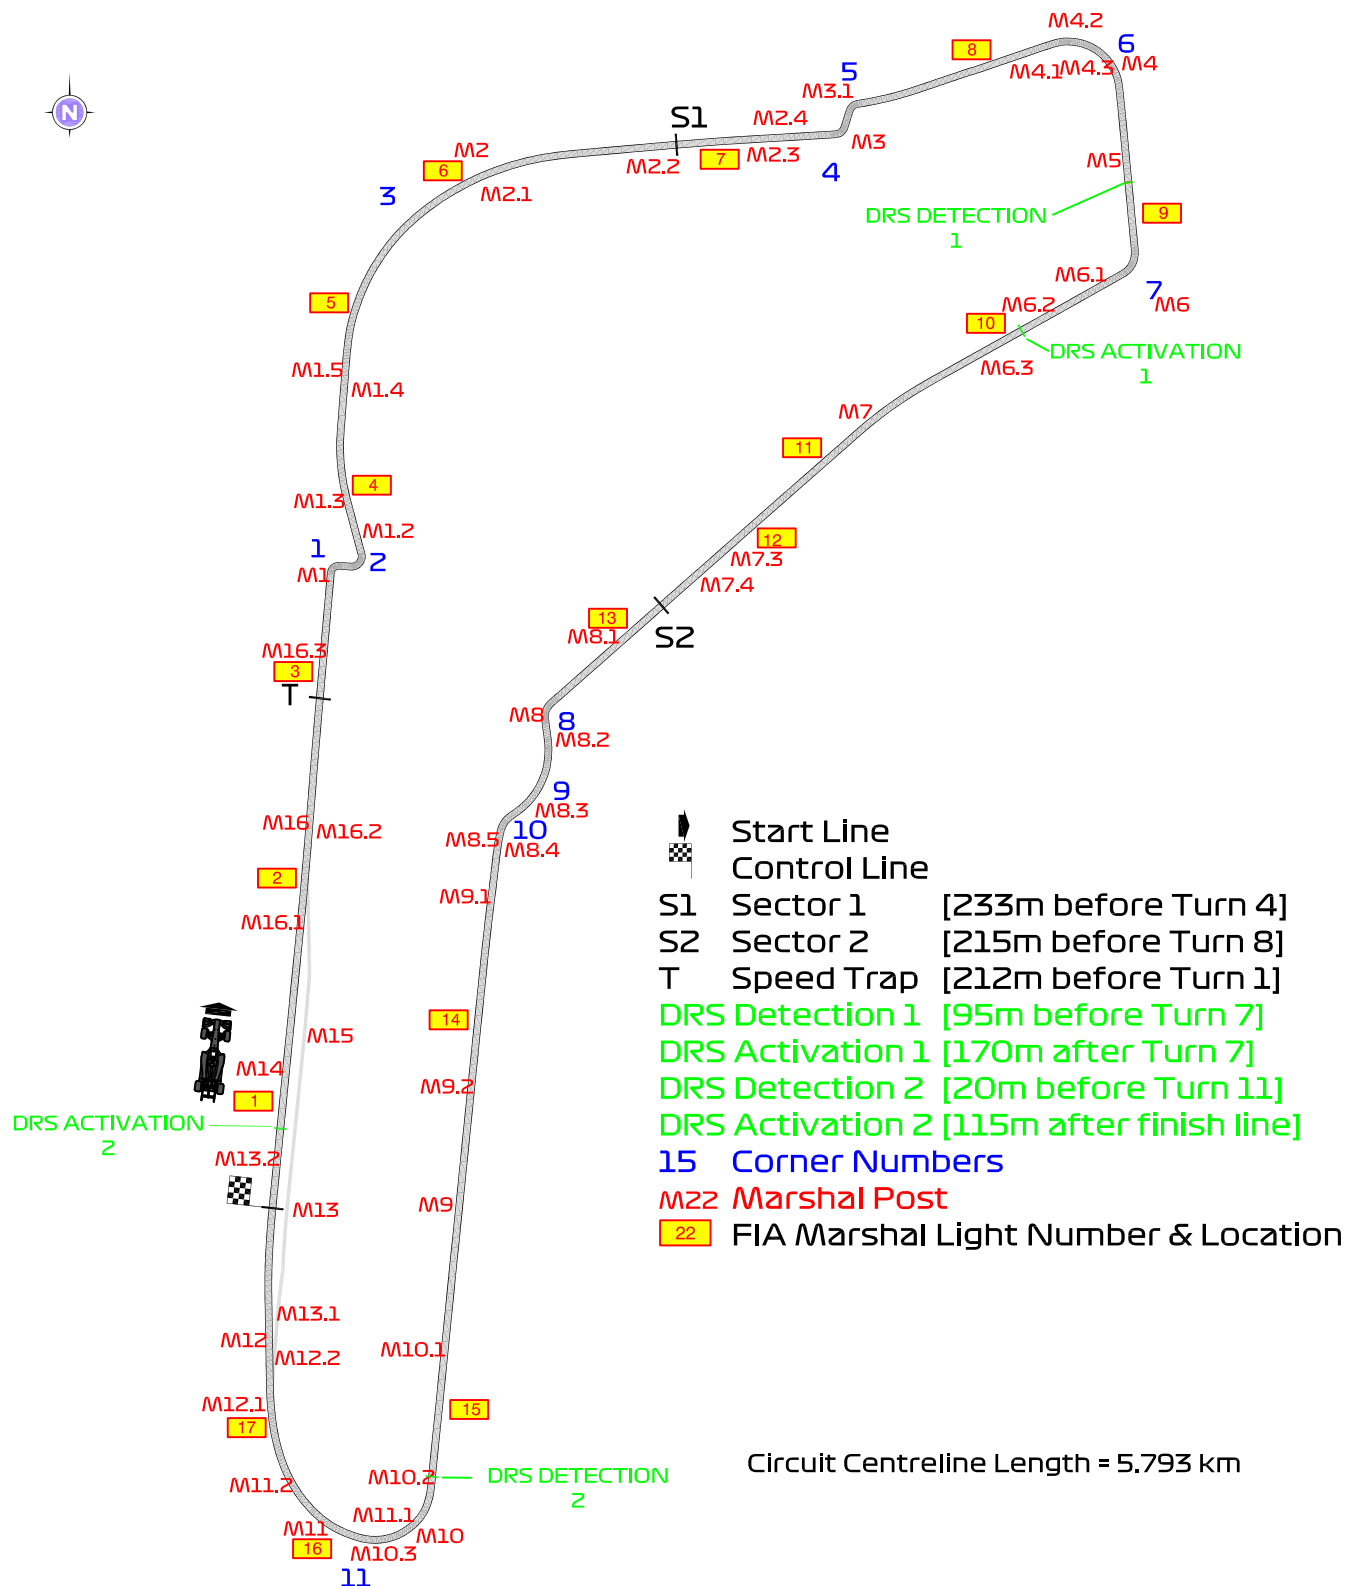 M4.2
6
8
M4.1
M4.3
M4
5
M3.1
N
S1
M2.4
M3
M2
M2.2
7
M2.3
4
6
M5
3
M2.1
DRS DETECTION
1
9
M6.1
7
M6
5
M6.2
10
DRS ACTIVATION
1
M6.3
M1.5
M1.4
M7
11
4
M1.3
M1.2
12
M7.3
1
2
M1
M7.4
13
M8.1
S2
M16.3
3
T
M8
8
M8.2
9
M8.3
M16
M16.2
10
M8.5
M8.4
2
M9.1
M16.1
Start Line
Control Line
S1 Sector 1 [233m before Turn 4]
S2 Sector 2 [215m before Turn 8]
T Speed Trap [212m before Turn 1]
DRS Detection 1 [95m before Turn 7]
DRS Activation 1 [170m after Turn 7]
DRS Detection 2 [20m before Turn 11]
DRS Activation 2 [115m after finish line]
15 Corner Numbers
M22 Marshal Post
22 FIA Marshal Light Number & Location
14
M15
M14
M9.2
1
DRS ACTIVATION
2
M13.2
M13
M9
M13.1
M12
M12.2
M10.1
M12.1
17
15
M10.2
DRS DETECTION
2
Circuit Centreline Length = 5.793 km
M11.2
M11.1
M11
M10
16
M10.3
11